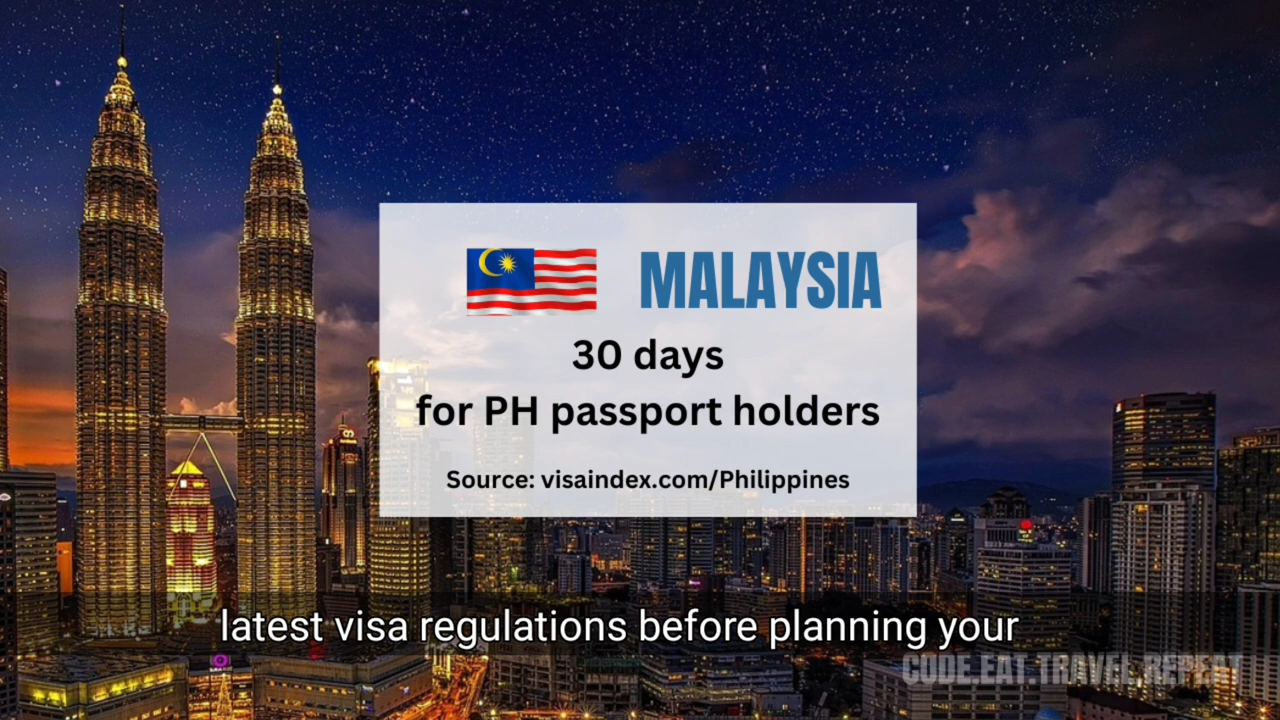 MALAYSIA
30 days
for PH passport holders
Source: visaindex.com/Philippines
latest visa regulations before planning your
CODE.EAT.TRAVEL.REPEAT